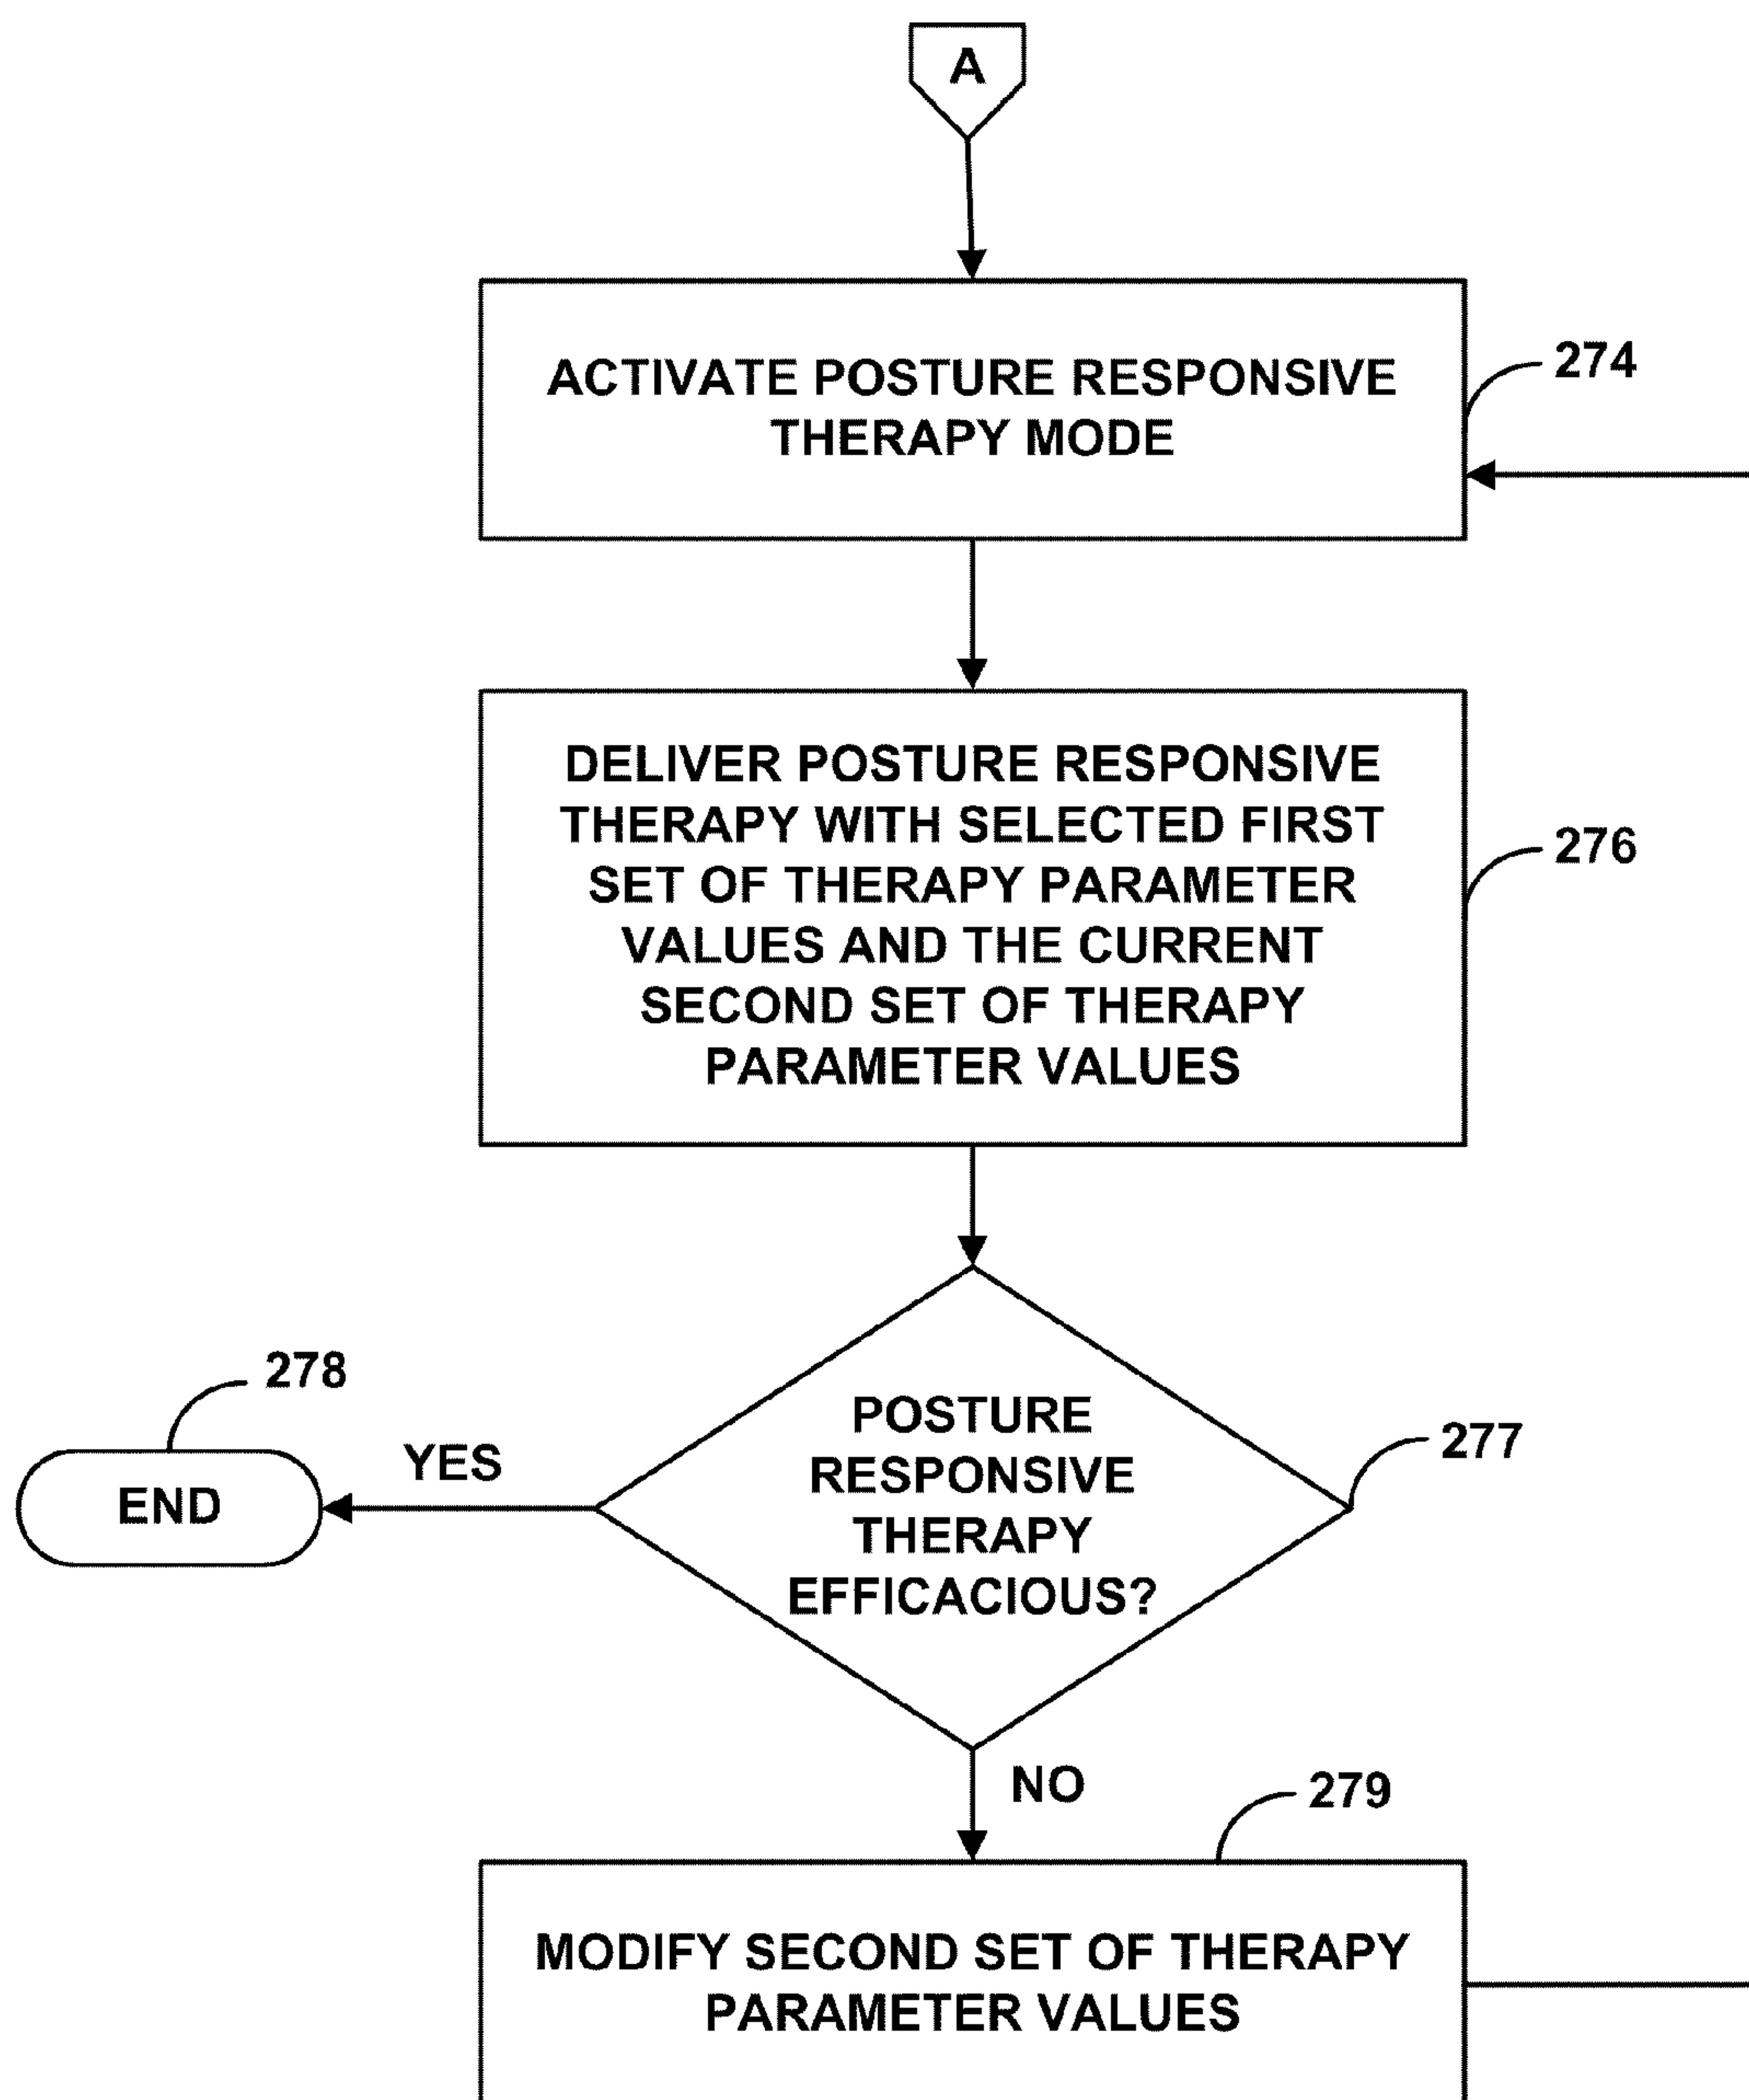 A
ACTIVATE POSTURE RESPONSIVE
THERAPY MODE
274
DELIVER POSTURE RESPONSIVE
THERAPY WITH SELECTED FIRST
SET OF THERAPY PARAMETER
VALUES AND THE CURRENT
SECOND SET OF THERAPY
PARAMETER VALUES
276
278
END
YES
POSTURE
RESPONSIVE
THERAPY
EFFICACIOUS?
277
NO
279
MODIFY SECOND SET OF THERAPY
PARAMETER VALUES